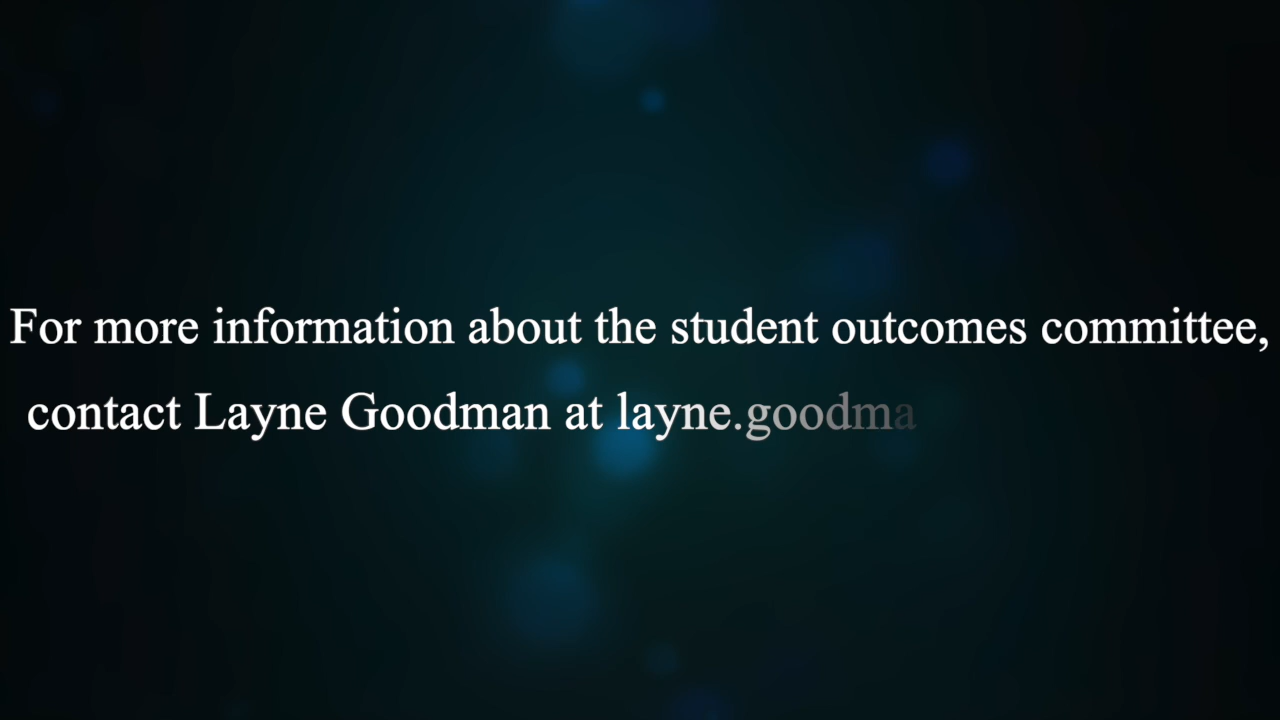 For more information about the student outcomes committee,
contact Layne Goodman at layne.goodma